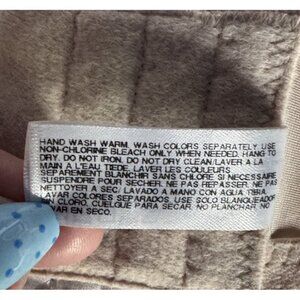 HAND WASH WARM. WASH COLORS SEPARATELY. USE
NON-CHLORINE BLEACH ONLY WHEN NEEDED. HANG TO
DRY. DO NOT IRON. DO NOT DRY CLEAN/LAVER A LA
MAIN A L'EAU TIEDE. LAVER LES COULEURS
SEPAREMENT BLANCHIR SANS CHLORE SI NECESSAIRE
SUSPENDRE POUR SECHER. NE PAS REPASSER. NE PAS
NETTOYER A SEC/ LAVADO A MANO CON AGUA TIBIA.
LAVAR COLORES SEPARADOS. USE SOLO BLANQUEADOR
CLORO. CUELGUE PARA SECAR. NO PLANCHAR. NO
EN SECO.